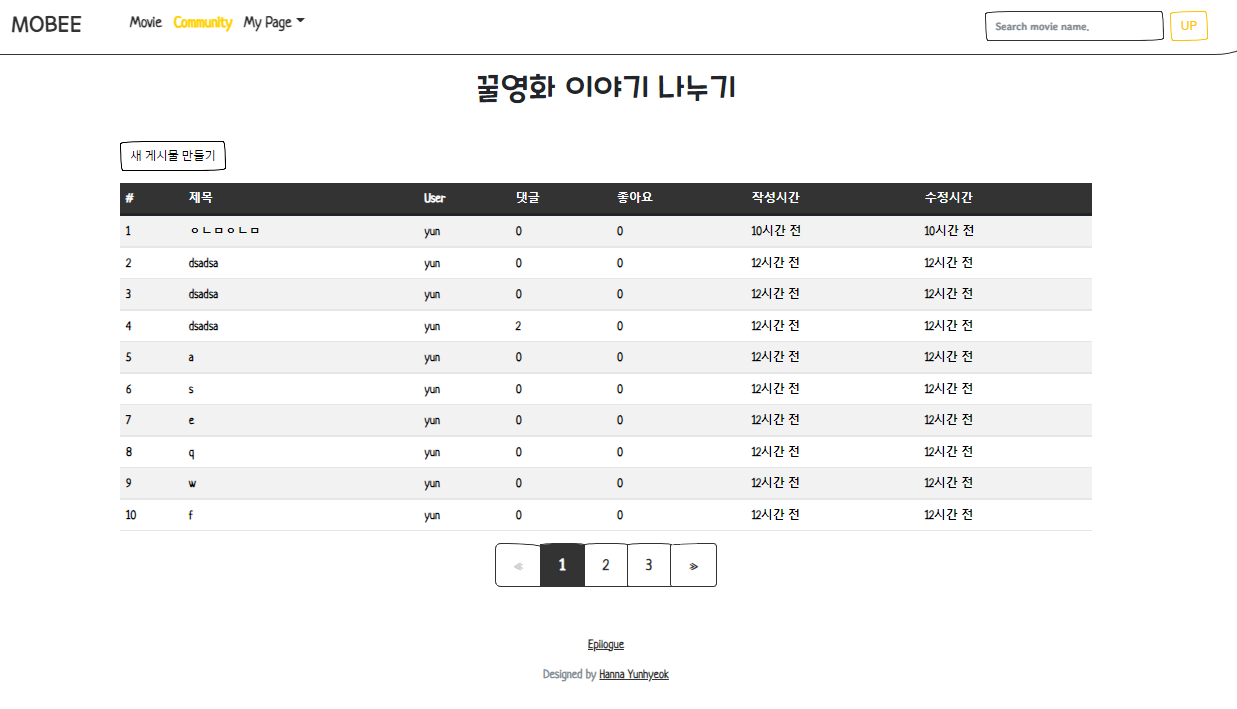 MOBEE Movie Community My Page Search movie name. UP
꿀영화 이야기 나누기
새 게시물 만들기
# 제목 User 댓글 좋아요 작성시간 수정시간
1 ㅇㄴㅁㅇㄴㅁ yun 0 0 10시간 전 10시간 전
2 dsadsa yun 0 0 12시간 전 12시간 전
3 dsadsa yun 0 0 12시간 전 12시간 전
4 dsadsa yun 2 0 12시간 전 12시간 전
5 a yun 0 0 12시간 전 12시간 전
6 s yun 0 0 12시간 전 12시간 전
7 e yun 0 0 12시간 전 12시간 전
8 q yun 0 0 12시간 전 12시간 전
9 w yun 0 0 12시간 전 12시간 전
10 f yun 0 0 12시간 전 12시간 전
« 1 2 3 »
Epilogue
Designed by Hanna Yunhyeok